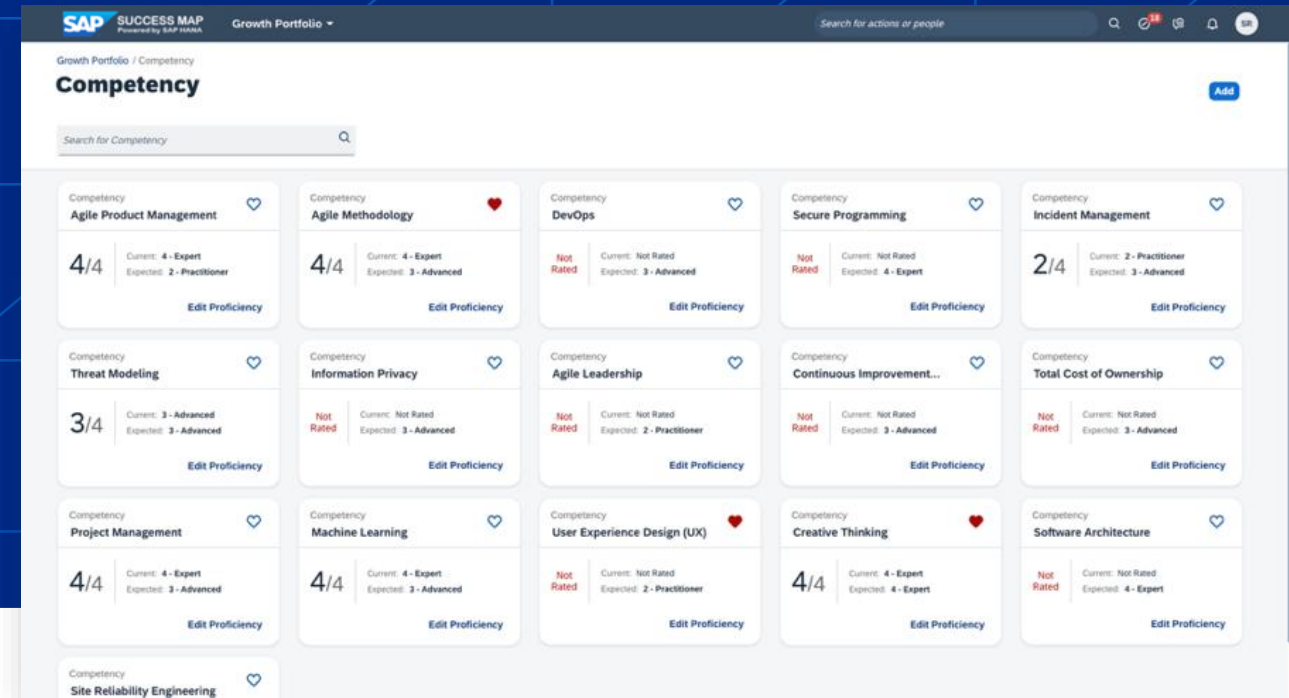 SAP SUCCESS MAP
Powered by SAP HANA
Growth Portfolio
Search for actions or people
18
SR
Growth Portfolio / Competency
Competency
Add
Search for Competency
Competency
Agile Product Management
4/4
Current: 4 - Expert
Expected: 2 - Practitioner
Edit Proficiency
Competency
Agile Methodology
4/4
Current: 4 - Expert
Expected: 3 - Advanced
Edit Proficiency
Competency
DevOps
Not
Rated
Current: Not Rated
Expected: 3 - Advanced
Edit Proficiency
Competency
Secure Programming
Not
Rated
Current: Not Rated
Expected: 4 - Expert
Edit Proficiency
Competency
Incident Management
2/4
Current: 2 - Practitioner
Expected: 3 - Advanced
Edit Proficiency
Competency
Threat Modeling
3/4
Current: 3 - Advanced
Expected: 3 - Advanced
Edit Proficiency
Competency
Information Privacy
Not
Rated
Current: Not Rated
Expected: 3 - Advanced
Edit Proficiency
Competency
Agile Leadership
Not
Rated
Current: Not Rated
Expected: 2 - Practitioner
Edit Proficiency
Competency
Continuous Improvement...
Not
Rated
Current: Not Rated
Expected: 3 - Advanced
Edit Proficiency
Competency
Total Cost of Ownership
Not
Rated
Current: Not Rated
Expected: 3 - Advanced
Edit Proficiency
Competency
Project Management
4/4
Current: 4 - Expert
Expected: 3 - Advanced
Edit Proficiency
Competency
Machine Learning
4/4
Current: 4 - Expert
Expected: 3 - Advanced
Edit Proficiency
Competency
User Experience Design (UX)
Not
Rated
Current: Not Rated
Expected: 2 - Practitioner
Edit Proficiency
Competency
Creative Thinking
4/4
Current: 4 - Expert
Expected: 4 - Expert
Edit Proficiency
Competency
Software Architecture
Not
Rated
Current: Not Rated
Expected: 4 - Expert
Edit Proficiency
Competency
Site Reliability Engineering